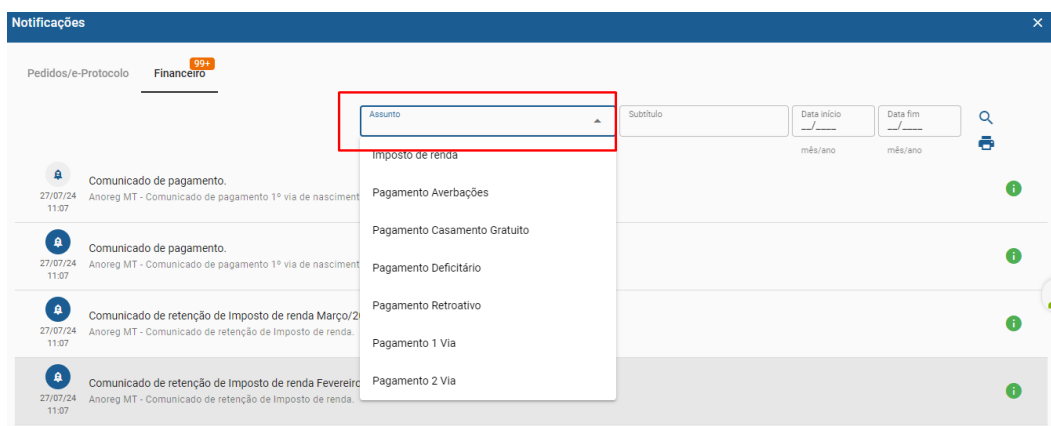 Notificações
Pedidos/e-Protocolo
Financeiro
99+
Assunto
Subtítulo
Data início
__/____
mês/ano
Data fim
__/____
mês/ano
Imposto de renda
Pagamento Averbações
Pagamento Casamento Gratuito
Pagamento Deficitário
Pagamento Retroativo
Pagamento 1 Via
Pagamento 2 Via
Comunicado de pagamento.
27/07/24
11:07
Anoreg MT - Comunicado de pagamento 1º via de nasciment
Comunicado de pagamento.
27/07/24
11:07
Anoreg MT - Comunicado de pagamento 1º via de nasciment
Comunicado de retenção de Imposto de renda Março/20
27/07/24
11:07
Anoreg MT - Comunicado de retenção de Imposto de renda.
Comunicado de retenção de Imposto de renda Fevereiro
27/07/24
11:07
Anoreg MT - Comunicado de retenção de Imposto de renda.